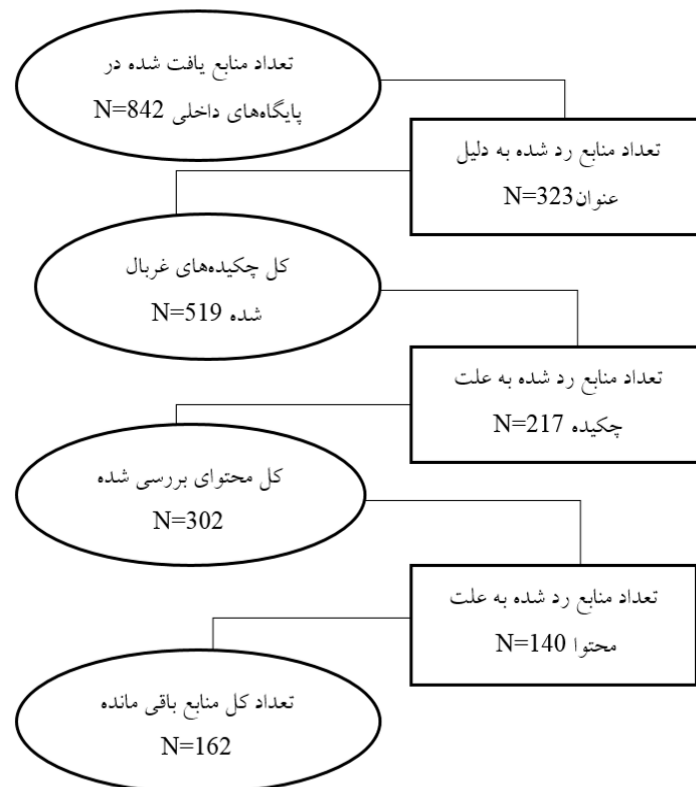 تعداد منابع یافت شده در
پایگاه‌های داخلی N=842
تعداد منابع رد شده به دلیل
عنوان N=323
کل چکیده‌های غربال
شده N=519
تعداد منابع رد شده به علت
چکیده N=217
کل محتوای بررسی شده
N=302
تعداد منابع رد شده به علت
محتوا N=140
تعداد کل منابع باقی مانده
N=162